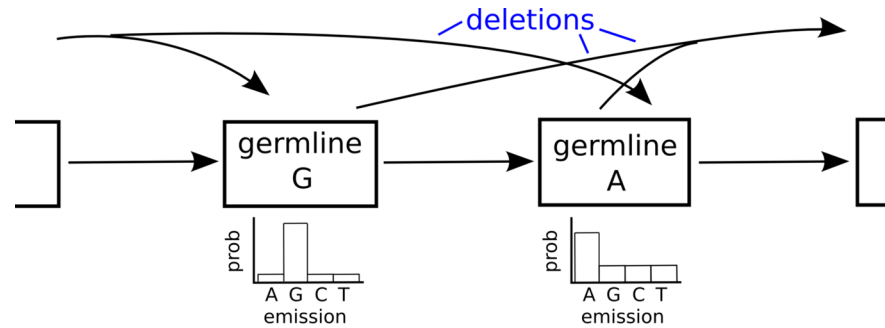 deletions
germline
G
germline
A
prob
A G C T
emission
prob
A G C T
emission